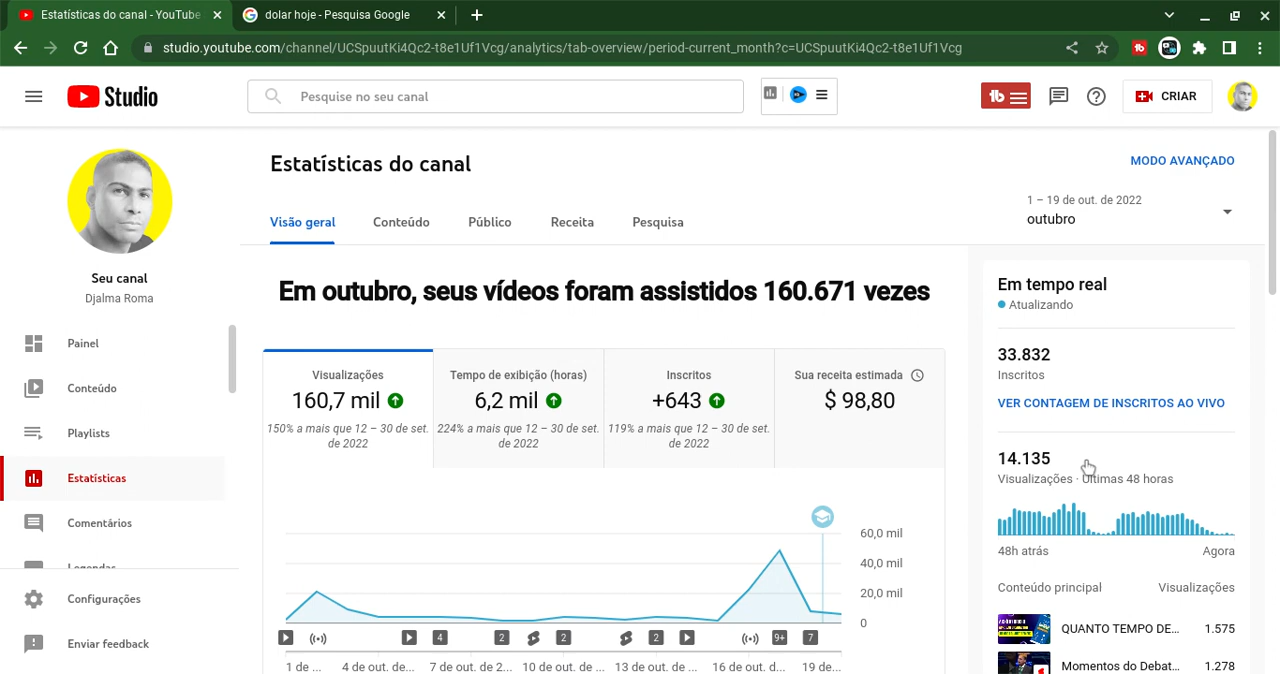 Estatísticas do canal - YouTube
dolar hoje - Pesquisa Google
studio.youtube.com/channel/UCSpuutKi4Qc2-t8e1Uf1Vcg/analytics/tab-overview/period-current_month?c=UCSpuutKi4Qc2-t8e1Uf1Vcg
Studio
Pesquise no seu canal
CRIAR
Seu canal
Djalma Roma
Painel
Conteúdo
Playlists
Estatísticas
Comentários
Legendas
Configurações
Enviar feedback
Estatísticas do canal
MODO AVANÇADO
Visão geral
Conteúdo
Público
Receita
Pesquisa
1 – 19 de out. de 2022
outubro
Em outubro, seus vídeos foram assistidos 160.671 vezes
Visualizações
160,7 mil
150% a mais que 12 – 30 de set.
de 2022
Tempo de exibição (horas)
6,2 mil
224% a mais que 12 – 30 de set.
de 2022
Inscritos
+643
119% a mais que 12 – 30 de set.
de 2022
Sua receita estimada
$ 98,80
60,0 mil
40,0 mil
20,0 mil
0
4
2
2
2
9+
7
1 de ...
4 de out. de...
7 de out. de 2...
10 de out. de ...
13 de out. de ...
16 de out. d...
19 de...
Em tempo real
Atualizando
33.832
Inscritos
VER CONTAGEM DE INSCRITOS AO VIVO
14.135
Visualizações · Últimas 48 horas
48h atrás
Agora
Conteúdo principal
Visualizações
QUANTO TEMPO DE...
1.575
Momentos do Debat...
1.278